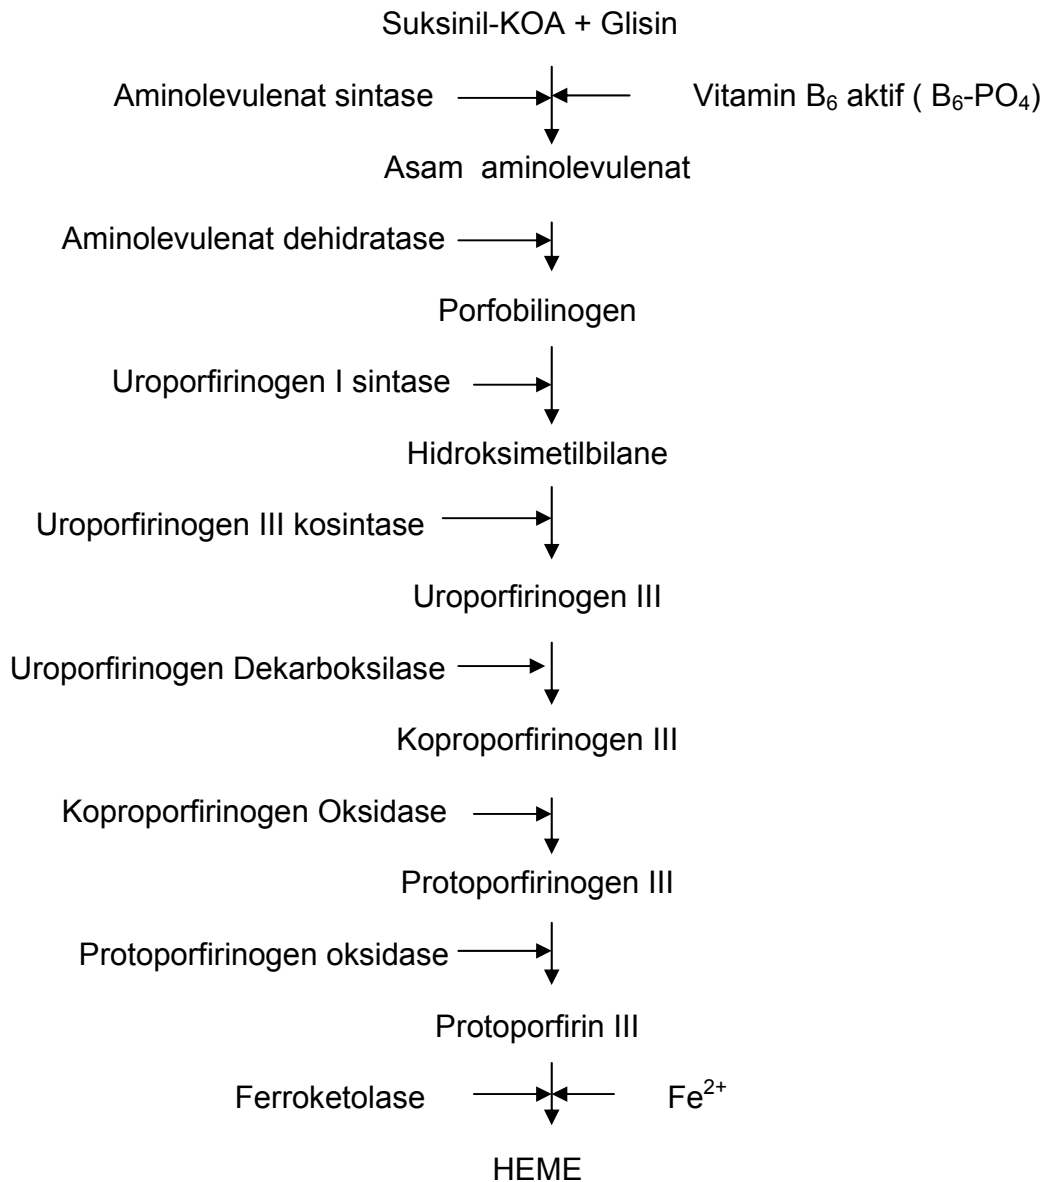 Suksinil-KOA + Glisin
Aminolevulenat sintase
Vitamin B₆ aktif ( B₆-PO₄)
Asam aminolevulenat
Aminolevulenat dehidratase
Porfobilinogen
Uroporfirinogen I sintase
Hidroksimetilbilane
Uroporfirinogen III kosintase
Uroporfirinogen III
Uroporfirinogen Dekarboksilase
Koproporfirinogen III
Koproporfirinogen Oksidase
Protoporfirinogen III
Protoporfirinogen oksidase
Protoporfirin III
Ferroketolase
Fe²⁺
HEME